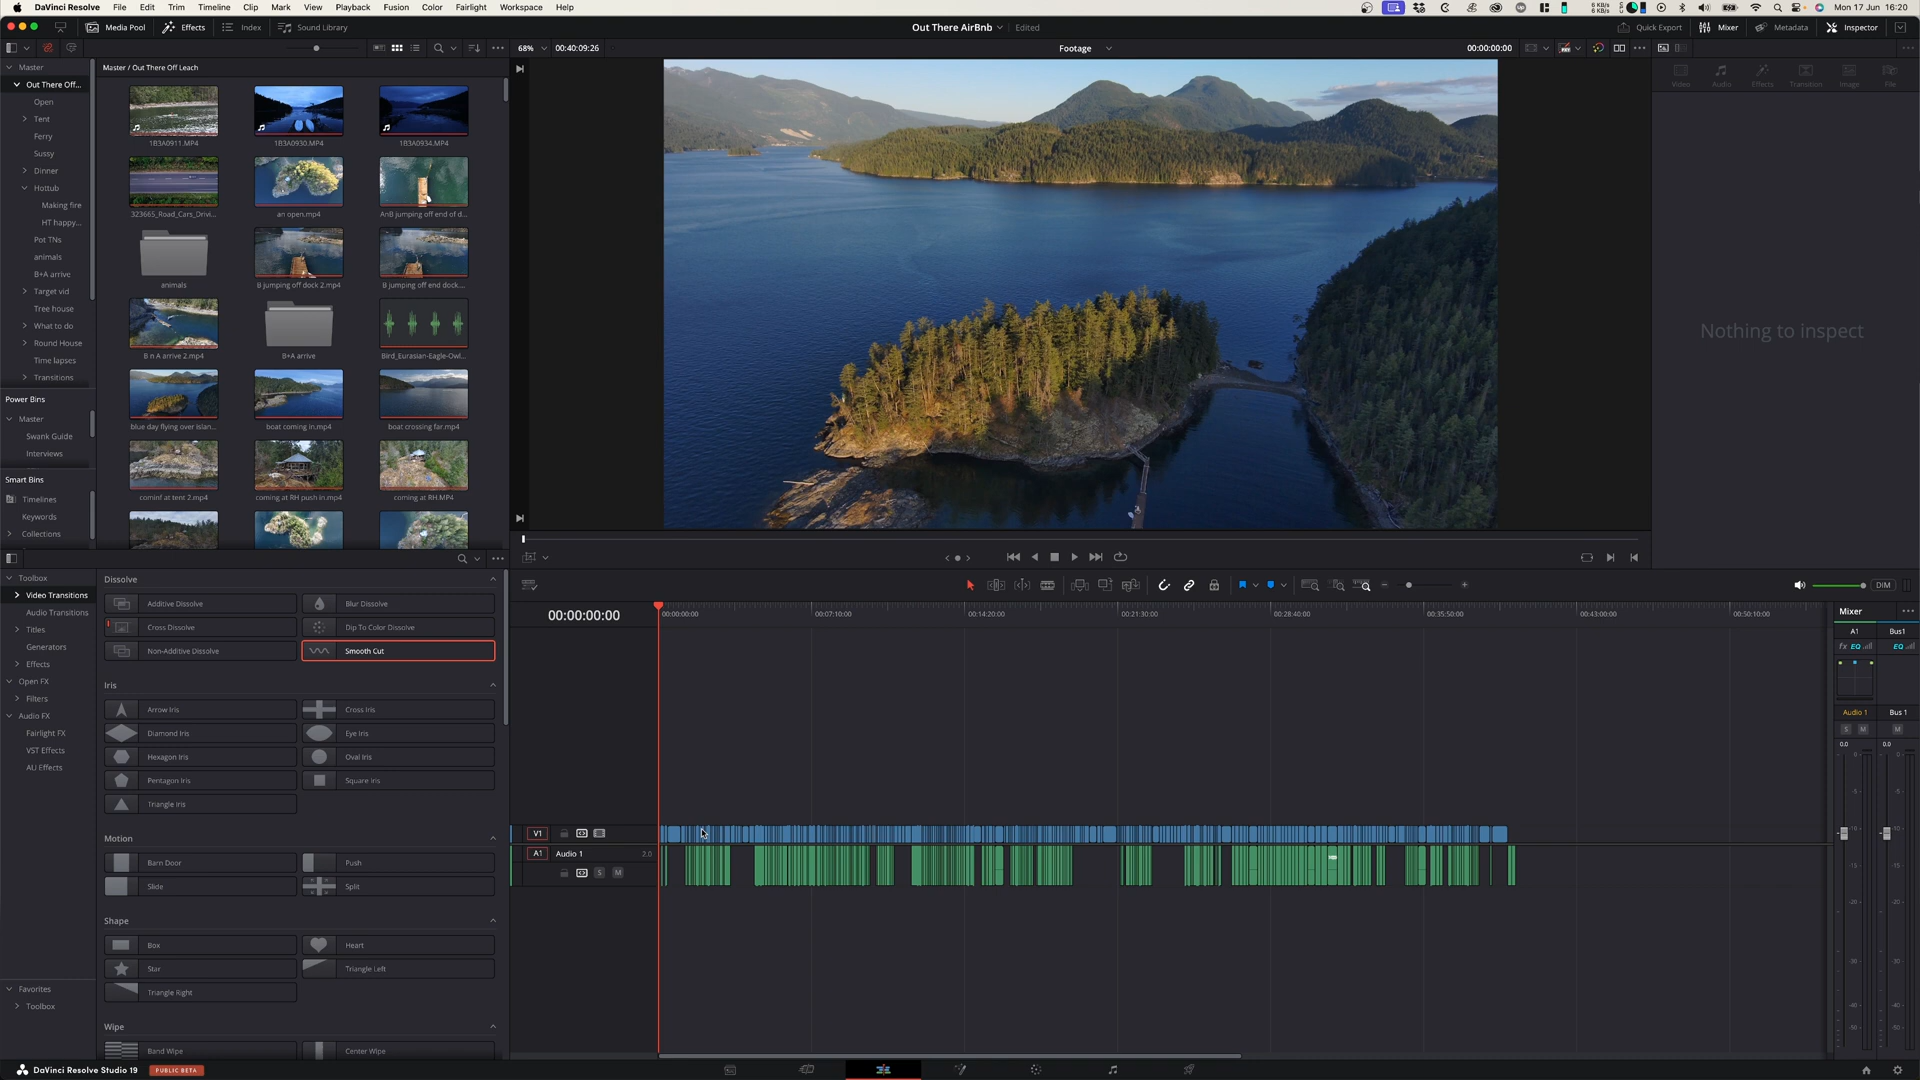 DaVinci Resolve File Edit Trim Timeline Clip Mark View Playback Fusion Color Fairlight Workspace Help
Mon 17 Jun 16:20
Media Pool Effects Index Sound Library
Out There AirBnb Edited
Quick Export Mixer Metadata Inspector
68% 00:40:09:26 Footage 00:00:00:00
Master
Out There Off...
Open
Tent
Ferry
Sussy
Dinner
Hottub
Making fire
HT happy...
Pot TNs
animals
B+A arrive
Target vid
Tree house
What to do
Round House
Time lapses
Transitions
Power Bins
Master
Swank Guide
Interviews
Smart Bins
Timelines
Keywords
Collections
Master / Out There Off Leach
1B3A0911.MP4 1B3A0930.MP4 1B3A0934.MP4
323665_Road_Cars_Drivi... an open.mp4 AnB jumping off end of d...
animals B jumping off dock 2.mp4 B jumping off end dock....
B n A arrive 2.mp4 B+A arrive Bird_Eurasian-Eagle-Owl...
blue day flying over islan... boat coming in.mp4 boat crossing far.mp4
cominf at tent 2.mp4 coming at RH push in.mp4 coming at RH.MP4
Video Audio Effects Transition Image File
Nothing to inspect
Toolbox
Video Transitions
Audio Transitions
Titles
Generators
Effects
Open FX
Filters
Audio FX
Fairlight FX
VST Effects
AU Effects
Favorites
Toolbox
Dissolve
Additive Dissolve Blur Dissolve
Cross Dissolve Dip To Color Dissolve
Non-Additive Dissolve Smooth Cut
Iris
Arrow Iris Cross Iris
Diamond Iris Eye Iris
Hexagon Iris Oval Iris
Pentagon Iris Square Iris
Triangle Iris
Motion
Barn Door Push
Slide Split
Shape
Box Heart
Star Triangle Left
Triangle Right
Wipe
Band Wipe Center Wipe
DIM
00:00:00:00
00:00:00:00 00:07:10:00 00:14:20:00 00:21:30:00 00:28:40:00 00:35:50:00 00:43:00:00 00:50:10:00
V1
A1 Audio 1 2.0
S M
Mixer
A1 Bus1
fx EQ EQ
Audio 1 Bus 1
S M M
0.0 0.0
DaVinci Resolve Studio 19 PUBLIC BETA